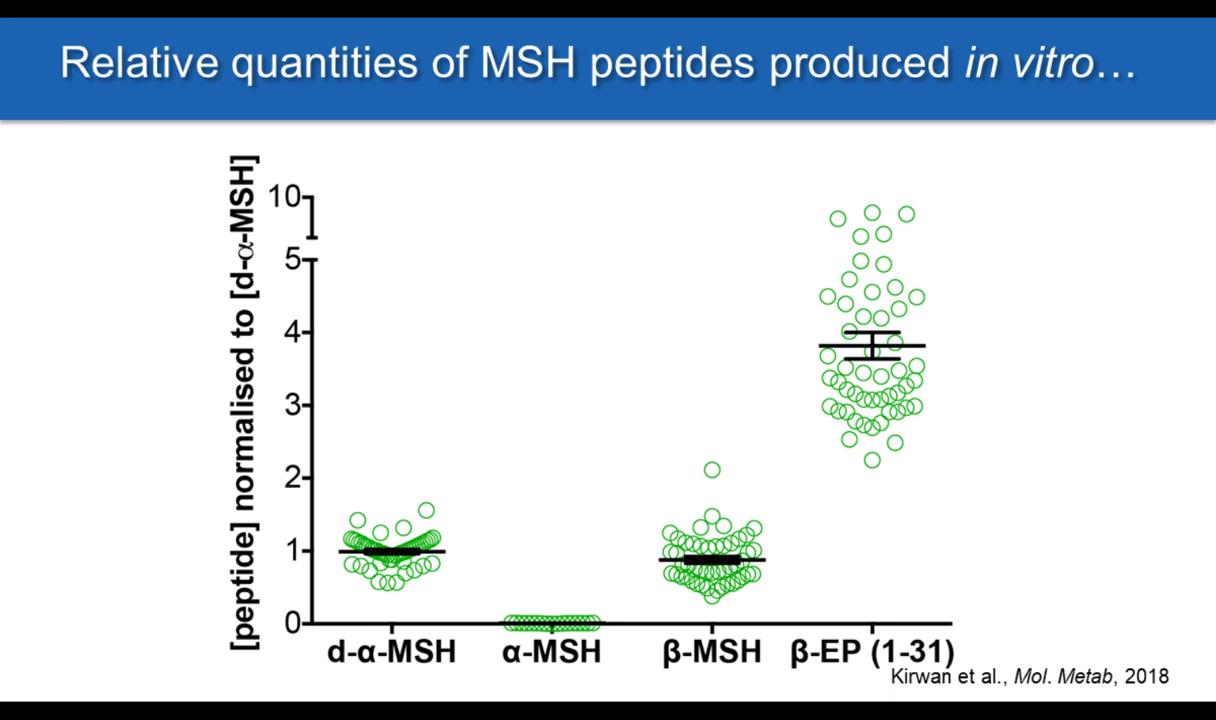 Relative quantities of MSH peptides produced in vitro…
[peptide] normalised to [d-α-MSH]
10
5
4
3
2
1
0
d-α-MSH α-MSH β-MSH β-EP (1-31)
Kirwan et al., Mol. Metab, 2018